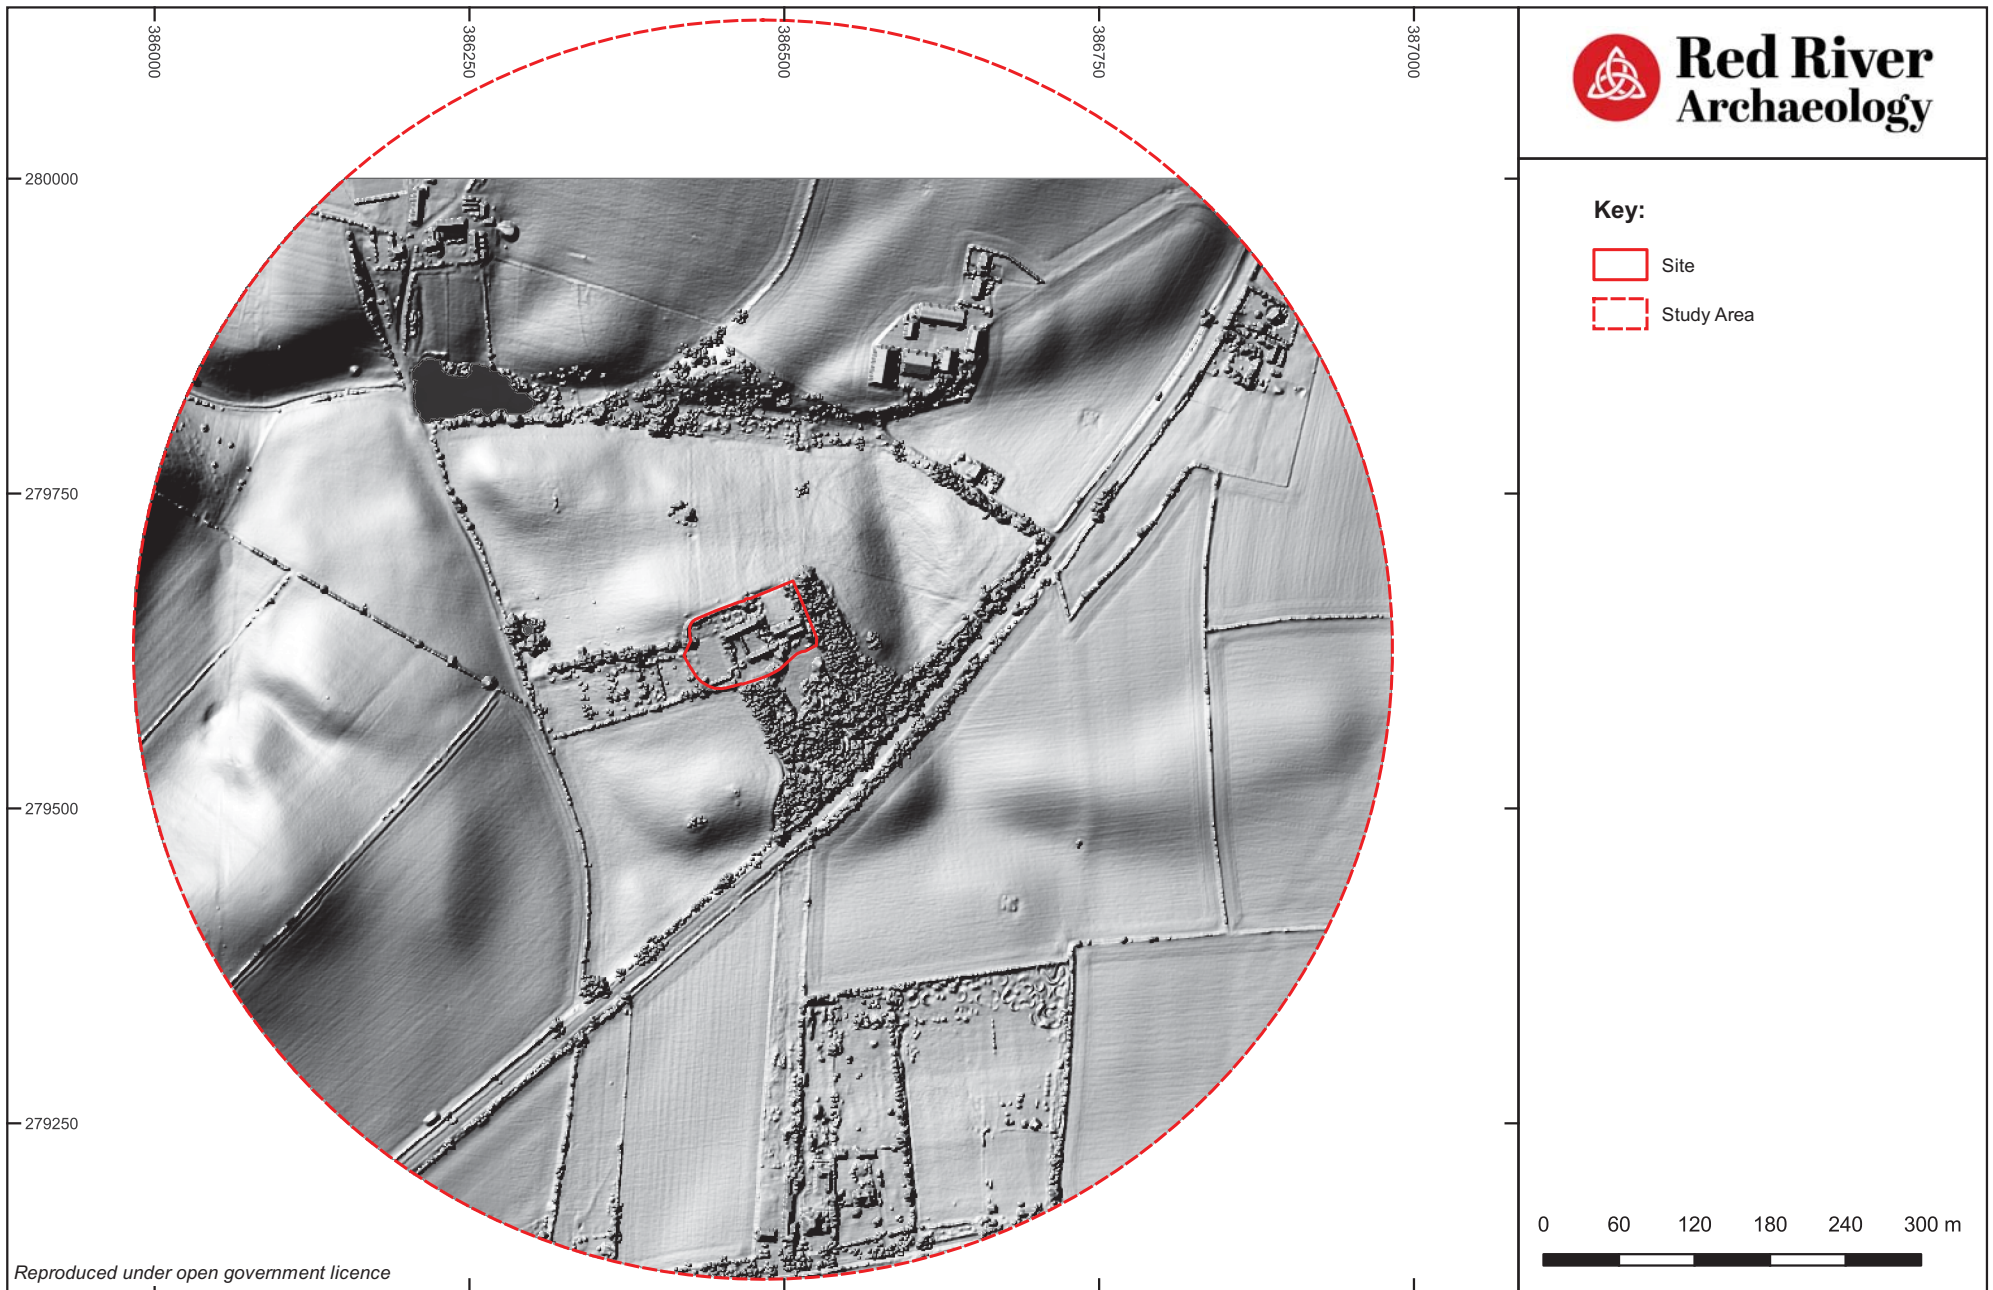 386000
386250
386500
386750
387000
280000
279750
279500
279250
Reproduced under open government licence
Red River
Archaeology
Key:
Site
Study Area
0 60 120 180 240 300 m